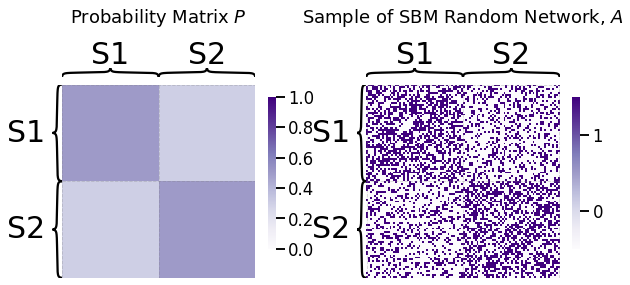 Probability Matrix P
S1 S2
S1
S2
1.0
0.8
0.6
0.4
0.2
0.0
Sample of SBM Random Network, A
S1 S2
S1
S2
1
0